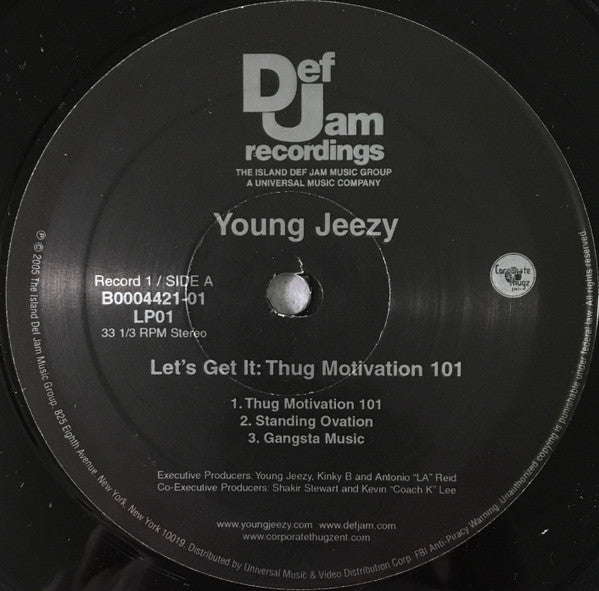 Def
Jam
recordings
THE ISLAND DEF JAM MUSIC GROUP
A UNIVERSAL MUSIC COMPANY
Young Jeezy
Record 1 / SIDE A
B0004421-01
LP01
33 1/3 RPM Stereo
Corporate
Thugz
ENT
Let's Get It: Thug Motivation 101
1. Thug Motivation 101
2. Standing Ovation
3. Gangsta Music
Executive Producers: Young Jeezy, Kinky B and Antonio "LA" Reid
Co-Executive Producers: Shakir Stewart and Kevin "Coach K" Lee
www.youngjeezy.com www.defjam.com
www.corporatethugzent.com
℗ © 2005 The Island Def Jam Music Group, 825 Eighth Avenue, New York, New York 10019. Distributed by Universal Music & Video Distribution Corp. FBI Anti-Piracy Warning: Unauthorized copying is punishable under federal law. All rights reserved.